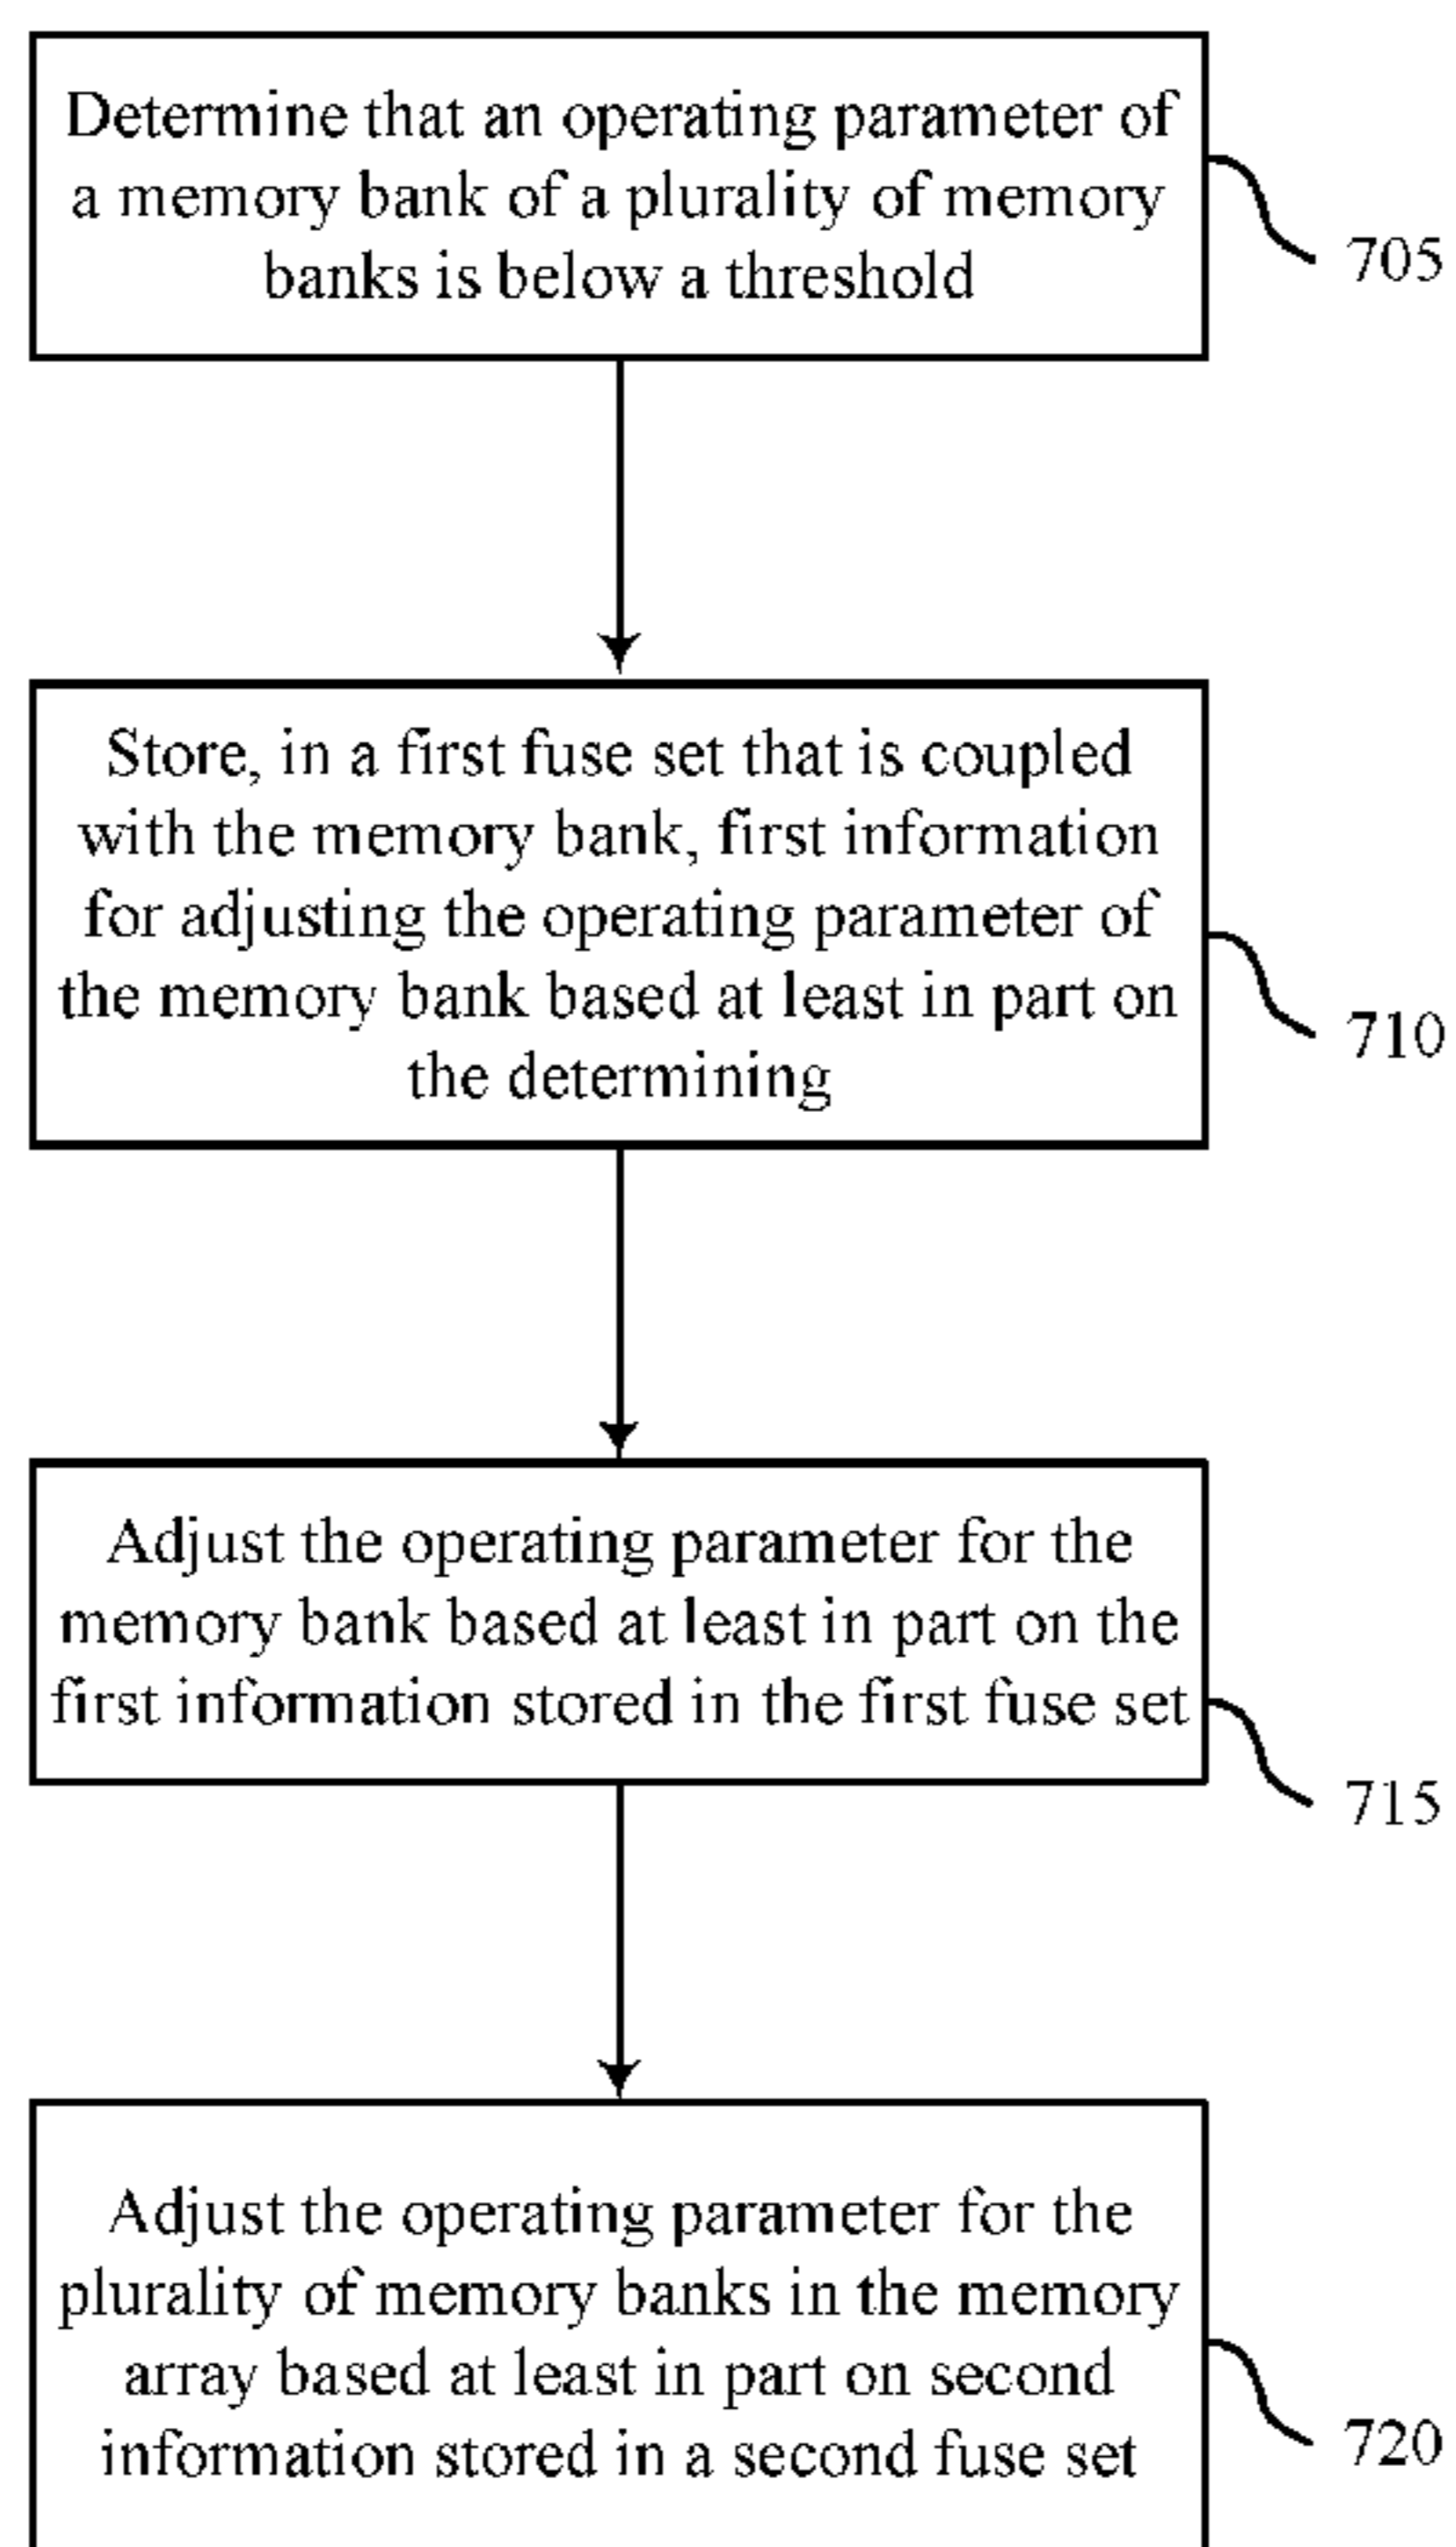 Determine that an operating parameter of
a memory bank of a plurality of memory
banks is below a threshold
705
Store, in a first fuse set that is coupled
with the memory bank, first information
for adjusting the operating parameter of
the memory bank based at least in part on
the determining
710
Adjust the operating parameter for the
memory bank based at least in part on the
first information stored in the first fuse set
715
Adjust the operating parameter for the
plurality of memory banks in the memory
array based at least in part on second
information stored in a second fuse set
720